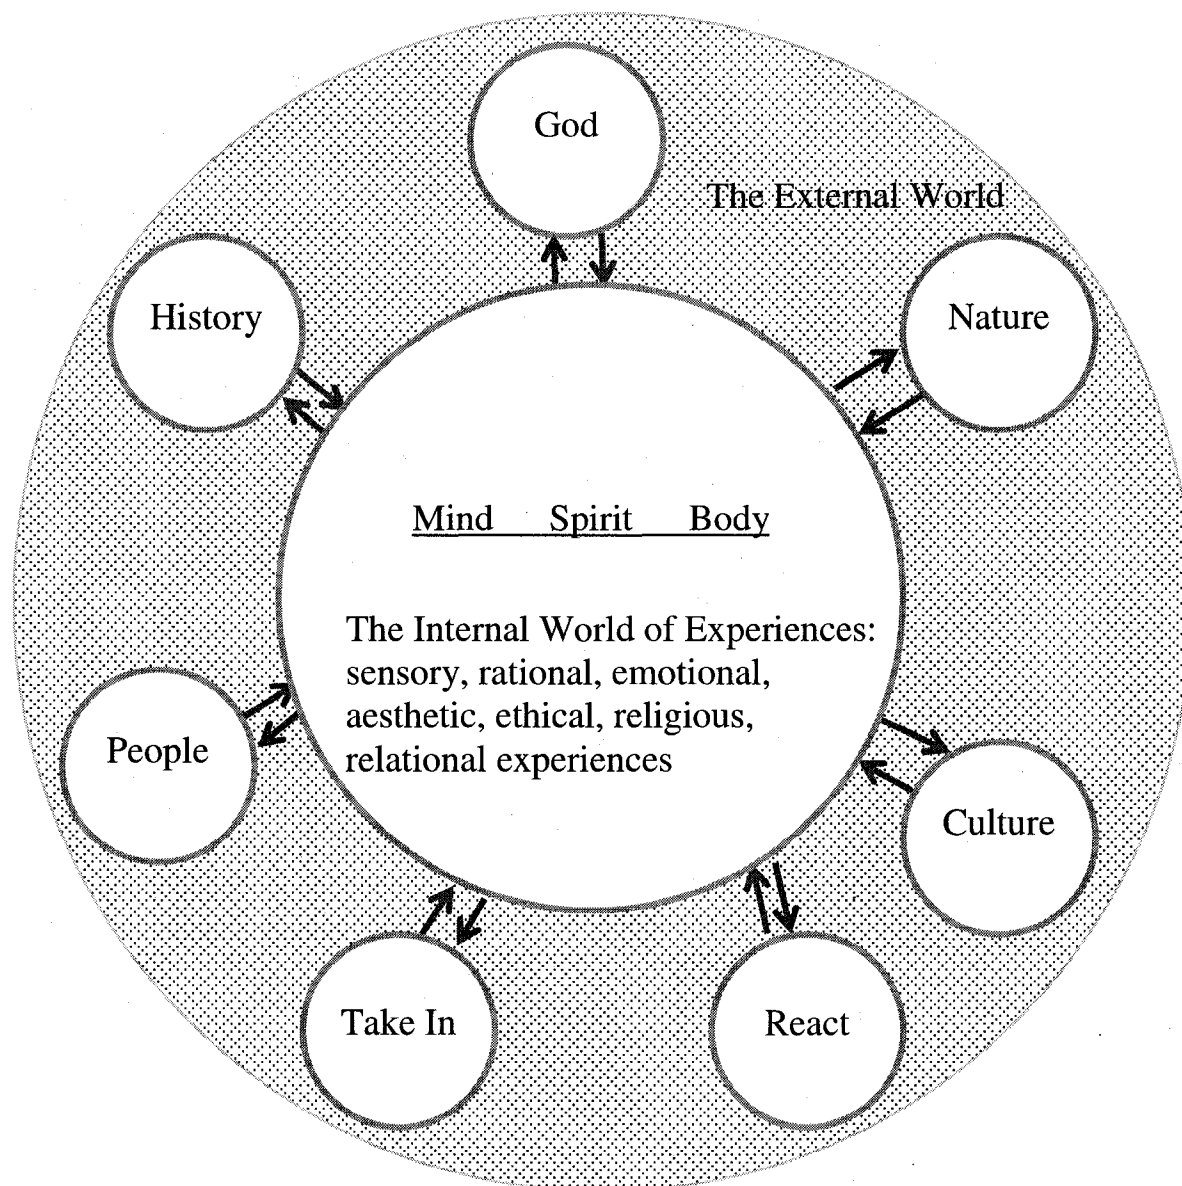 God
The External World
History
Nature
Mind Spirit Body
The Internal World of Experiences:
sensory, rational, emotional,
aesthetic, ethical, religious,
relational experiences
People
Culture
Take In
React